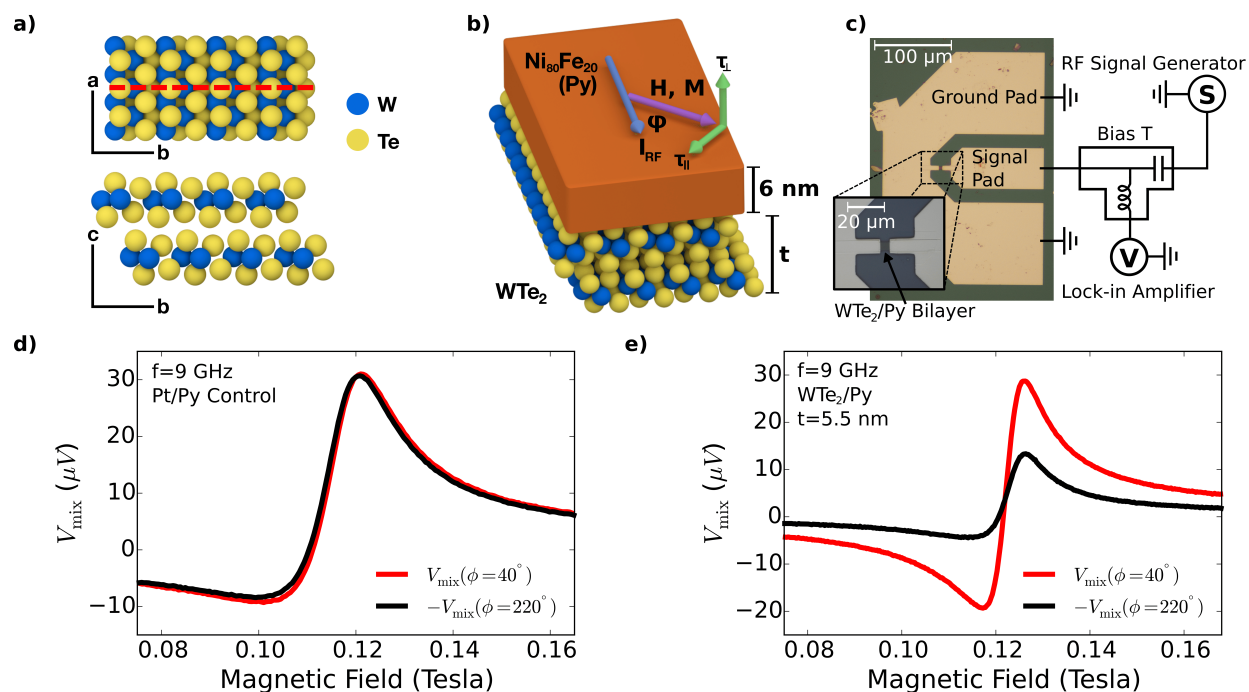 a)
a
b
W
Te
c
b
b)
Ni80Fe20
(Py)
H, M
φ
IRF
τ⊥
τ||
6 nm
t
WTe2
c)
100 μm
RF Signal Generator
Ground Pad
S
Bias T
Signal
Pad
20 μm
V
Lock-in Amplifier
WTe2/Py Bilayer
d)
f=9 GHz
Pt/Py Control
30
20
10
0
−10
Vmix (μV)
Vmix(ϕ=40°)
−Vmix(ϕ=220°)
0.08 0.10 0.12 0.14 0.16
Magnetic Field (Tesla)
e)
f=9 GHz
WTe2/Py
t=5.5 nm
30
20
10
0
−10
−20
Vmix (μV)
Vmix(ϕ=40°)
−Vmix(ϕ=220°)
0.08 0.10 0.12 0.14 0.16
Magnetic Field (Tesla)